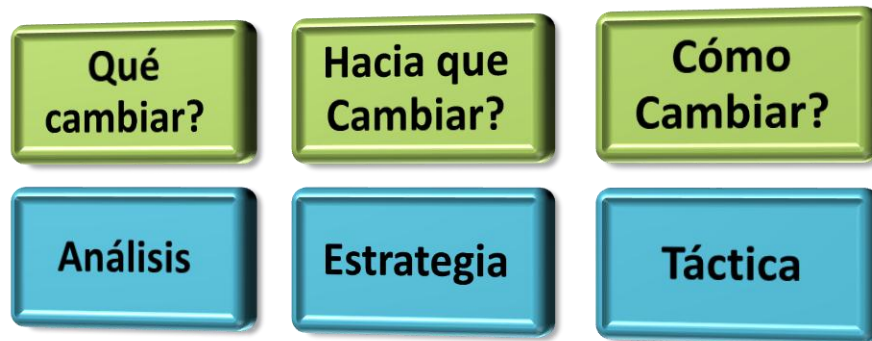 Qué
cambiar?
Hacia que
Cambiar?
Cómo
Cambiar?
Análisis
Estrategia
Táctica